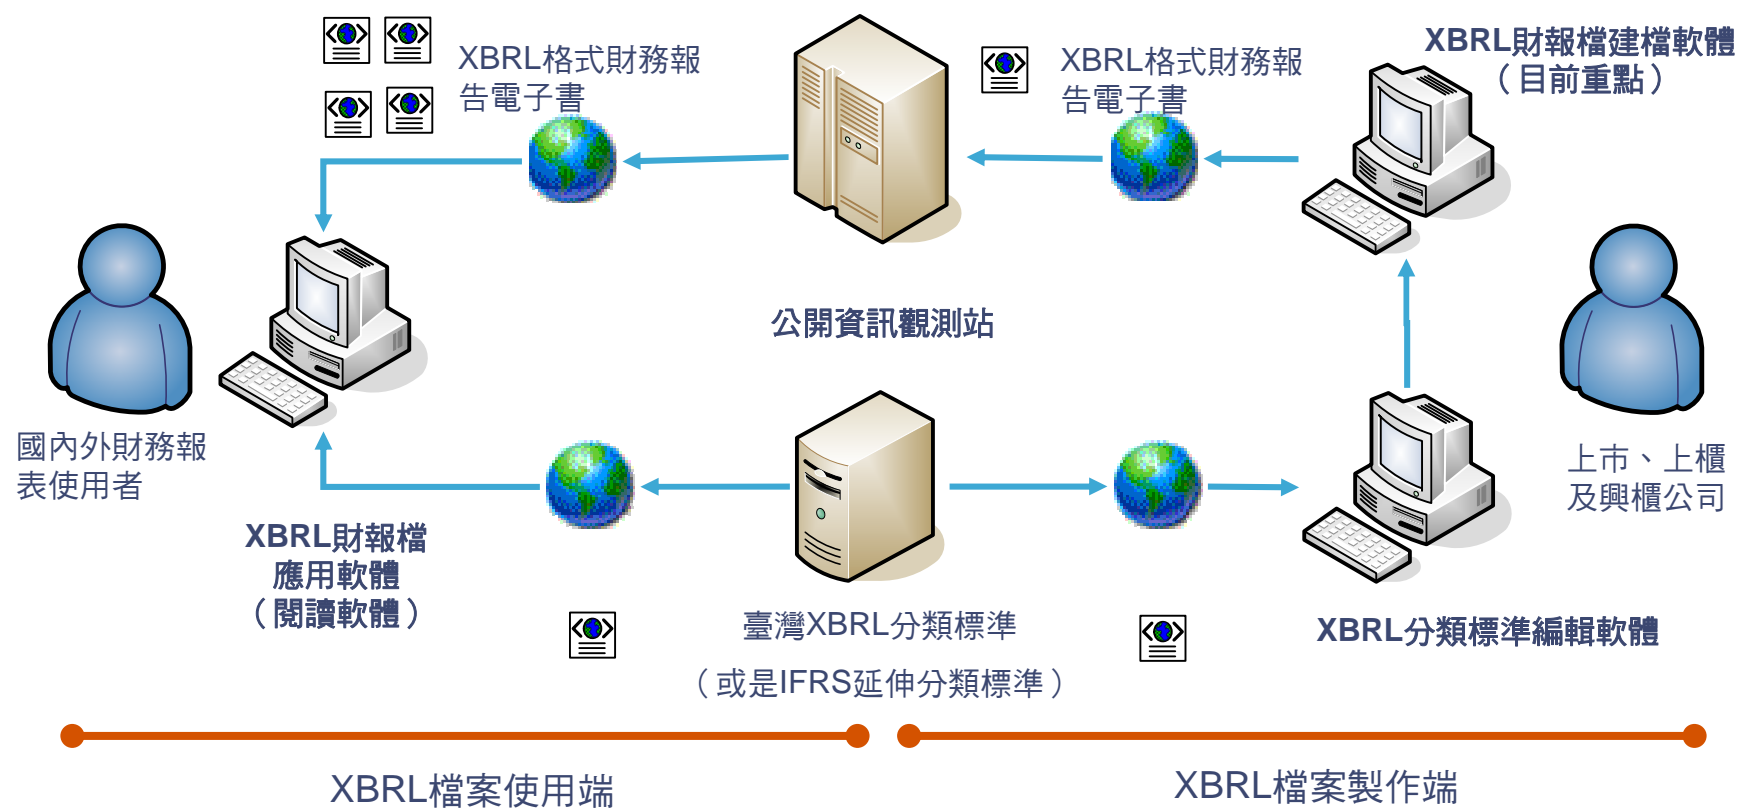 XBRL格式財務報
告電子書
XBRL格式財務報
告電子書
XBRL財報檔建檔軟體
（目前重點）
公開資訊觀測站
國內外財務報
表使用者
上市、上櫃
及興櫃公司
XBRL財報檔
應用軟體
（閱讀軟體）
臺灣XBRL分類標準
（或是IFRS延伸分類標準）
XBRL分類標準編輯軟體
XBRL檔案使用端
XBRL檔案製作端